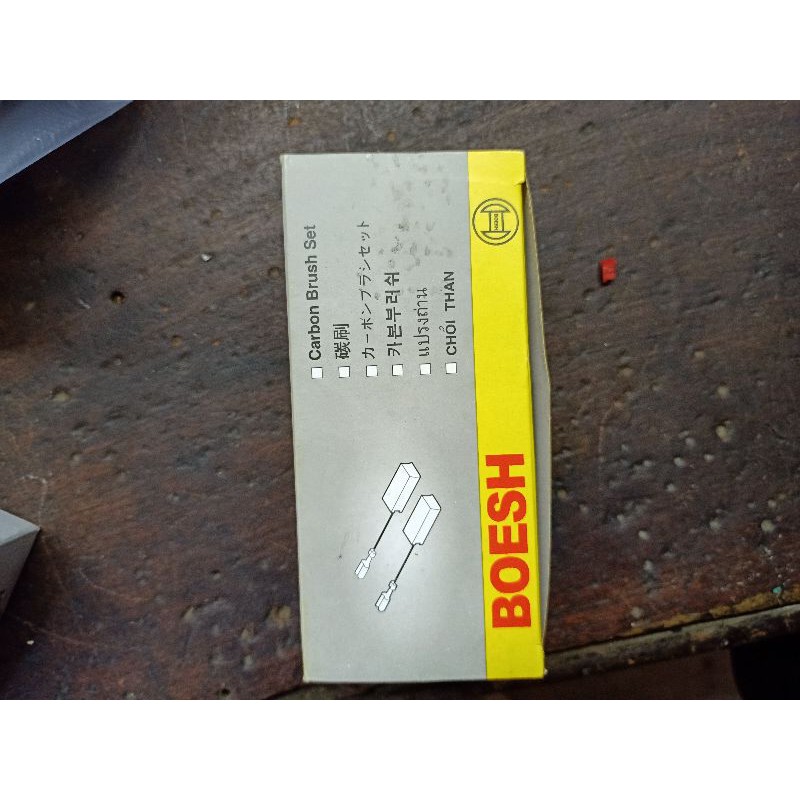 Carbon Brush Set
碳刷
カーボンブラシセット
카본부러쉬
แปรงถ่าน
CHỔI THAN
BOESH